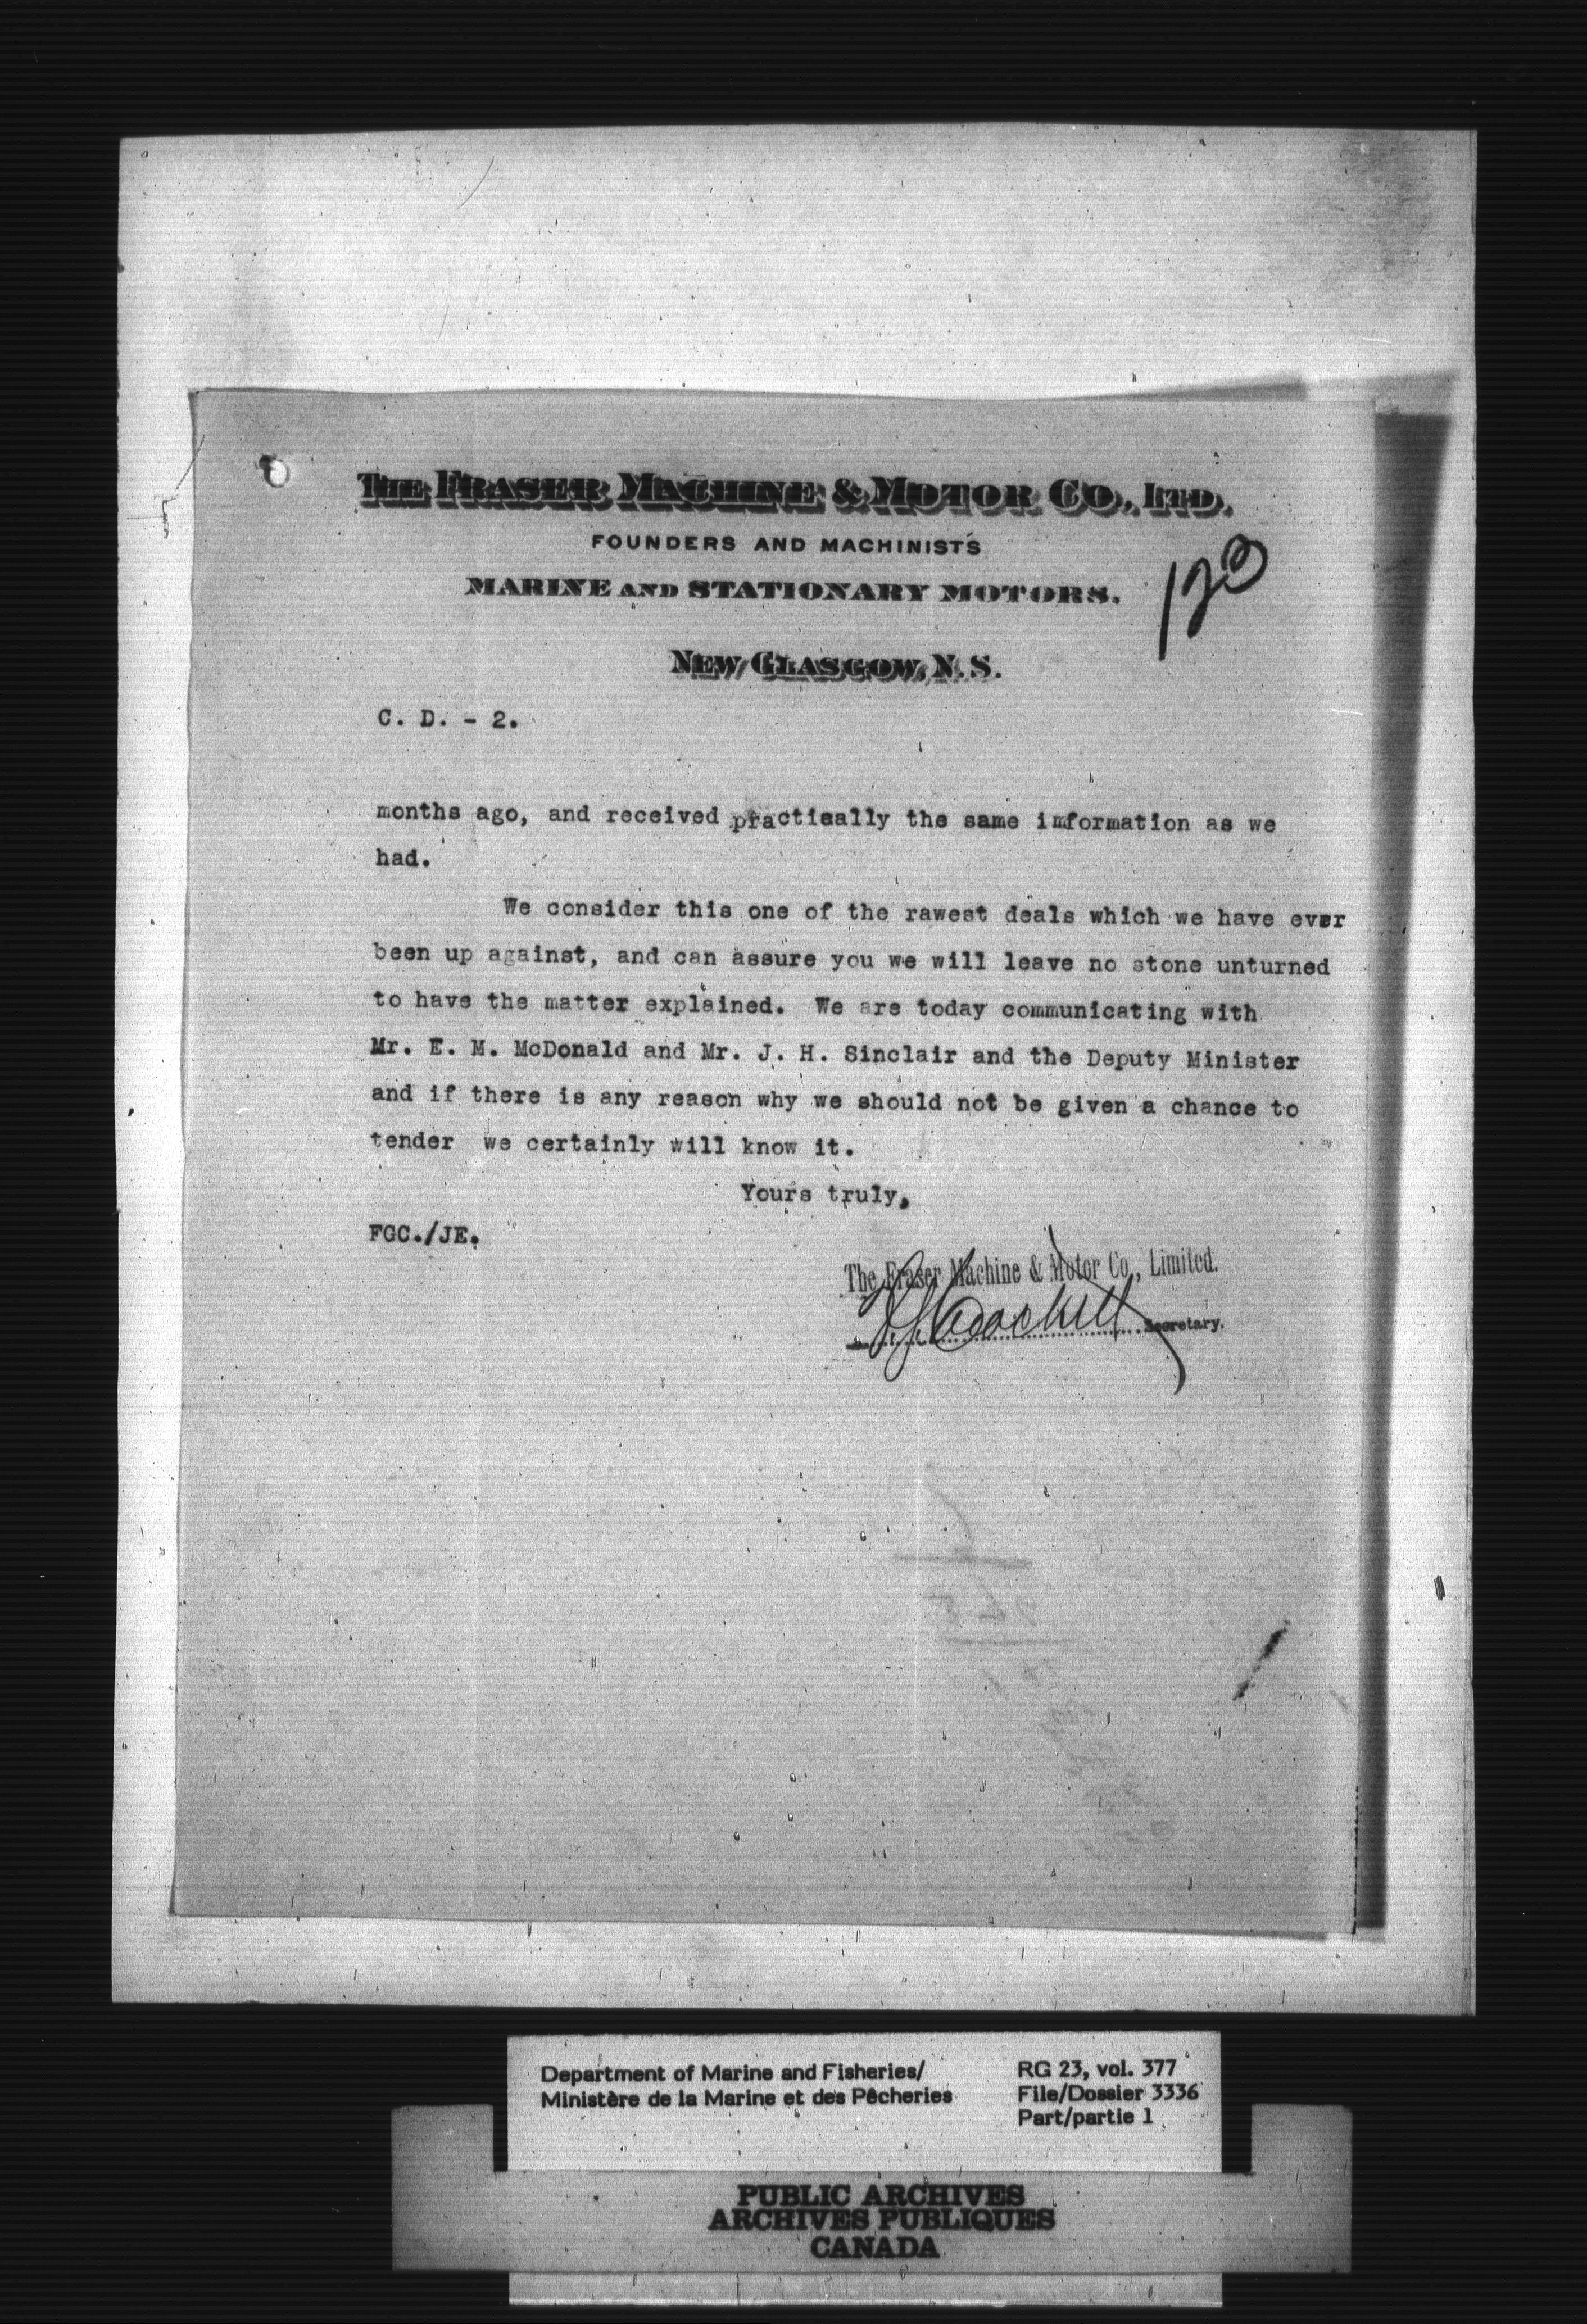 THE FRASER MACHINE & MOTOR CO., LTD.
FOUNDERS AND MACHINISTS
MARINE AND STATIONARY MOTORS.
120
NEW GLASGOW, N. S.
C. D. - 2.
months ago, and received practically the same imformation as we
had.
We consider this one of the rawest deals which we have ever
been up against, and can assure you we will leave no stone unturned
to have the matter explained. We are today communicating with
Mr. E. M. McDonald and Mr. J. H. Sinclair and the Deputy Minister
and if there is any reason why we should not be given a chance to
tender we certainly will know it.
Yours truly,
FGC./JE.
The Fraser Machine & Motor Co., Limited.
Secretary.
Department of Marine and Fisheries/
Ministère de la Marine et des Pêcheries
RG 23, vol. 377
File/Dossier 3336
Part/partie 1
PUBLIC ARCHIVES
ARCHIVES PUBLIQUES
CANADA